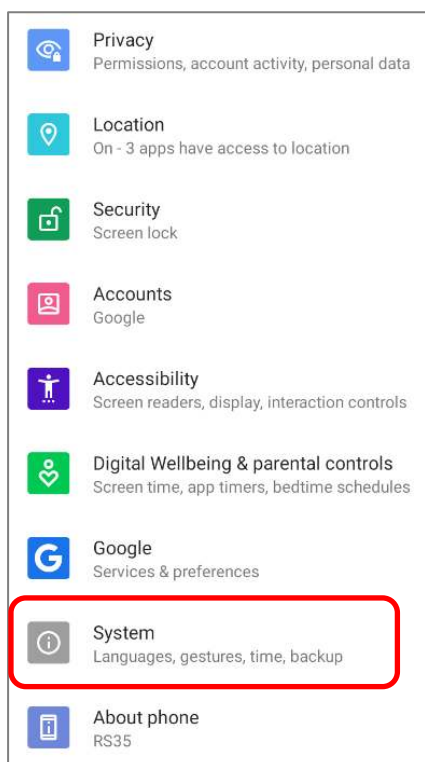 Privacy
Permissions, account activity, personal data
Location
On - 3 apps have access to location
Security
Screen lock
Accounts
Google
Accessibility
Screen readers, display, interaction controls
Digital Wellbeing & parental controls
Screen time, app timers, bedtime schedules
G Google
Services & preferences
System
Languages, gestures, time, backup
About phone
RS35